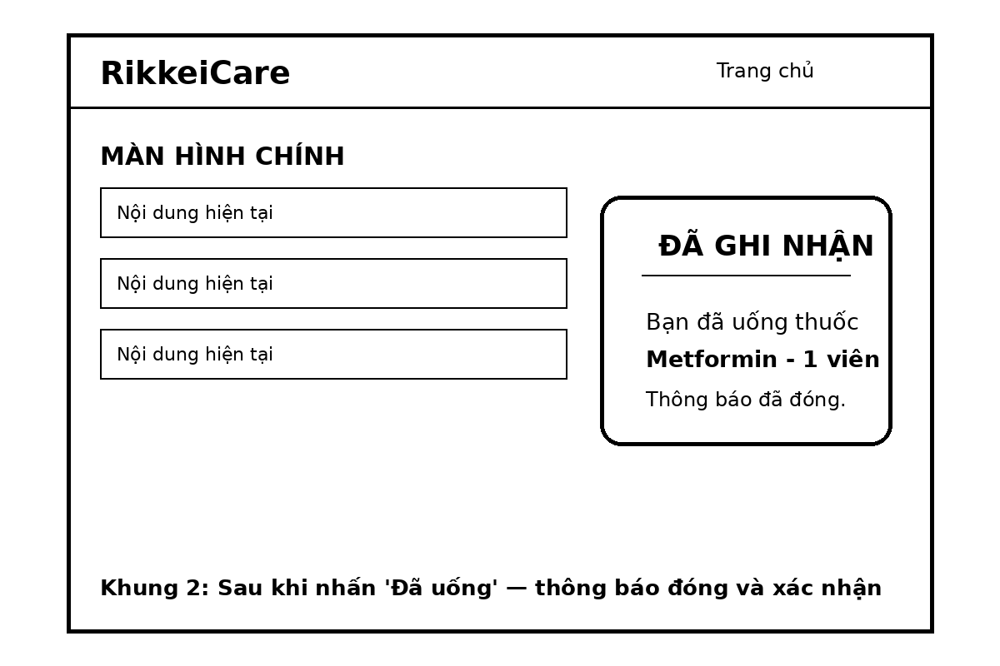 RikkeiCare
Trang chủ
MÀN HÌNH CHÍNH
Nội dung hiện tại
Nội dung hiện tại
Nội dung hiện tại
ĐÃ GHI NHẬN
Bạn đã uống thuốc
Metformin - 1 viên
Thông báo đã đóng.
Khung 2: Sau khi nhấn 'Đã uống' — thông báo đóng và xác nhận